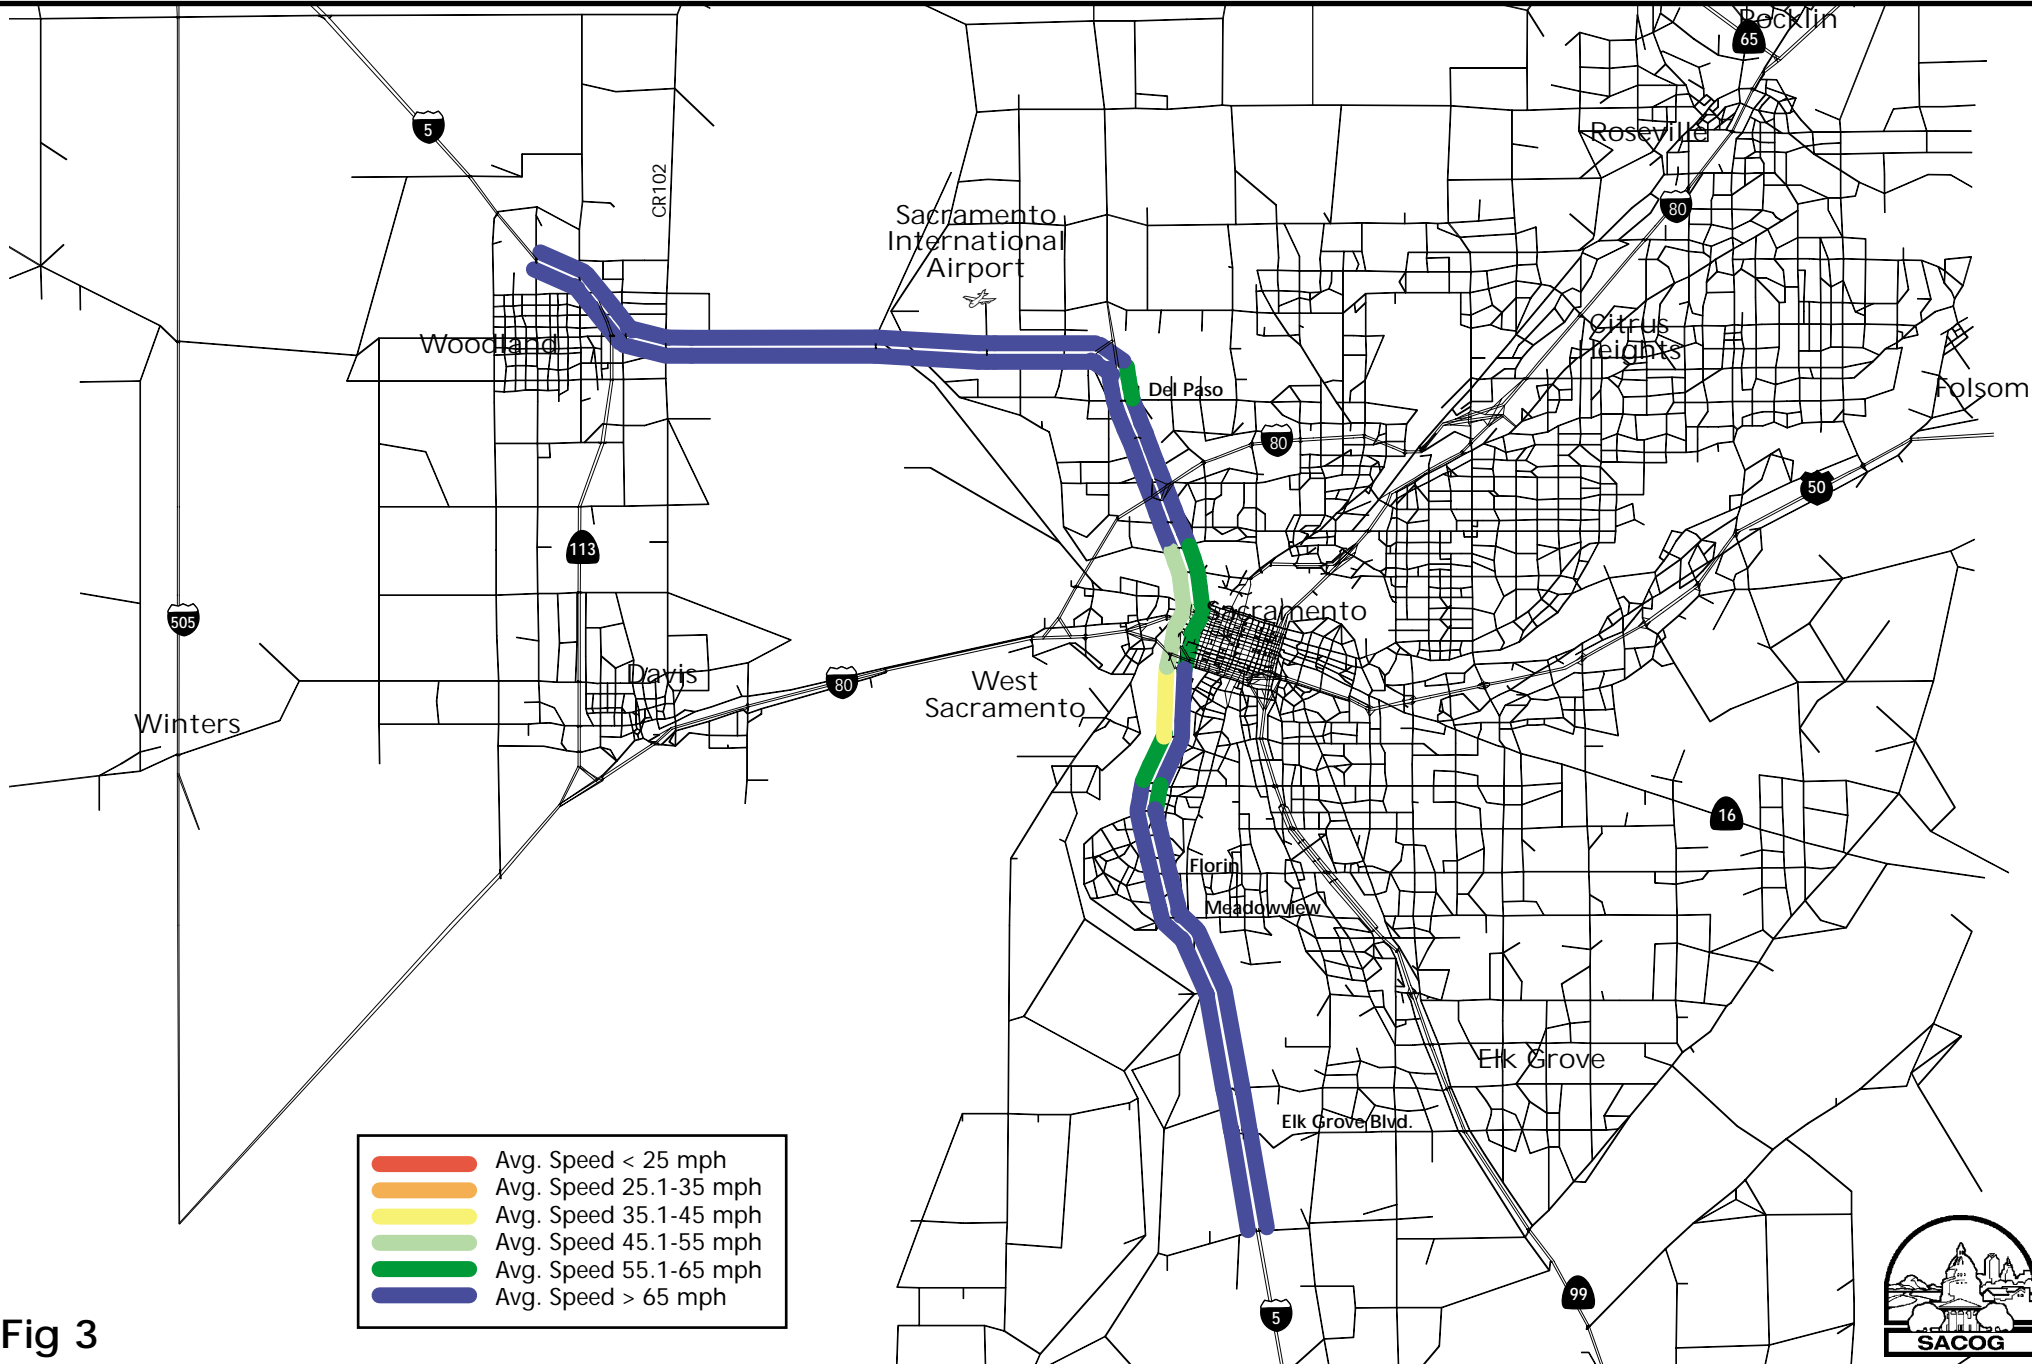 Rocklin
65
5
Roseville
CR102
80
Sacramento
International
Airport
Citrus
Heights
Woodland
Del Paso
Folsom
80
50
113
505
Sacramento
Davis
80
West
Sacramento
Winters
16
Florin
Meadowview
Elk Grove
Elk Grove Blvd.
Avg. Speed < 25 mph
Avg. Speed 25.1-35 mph
Avg. Speed 35.1-45 mph
Avg. Speed 45.1-55 mph
Avg. Speed 55.1-65 mph
Avg. Speed > 65 mph
99
5
Fig 3
SACOG